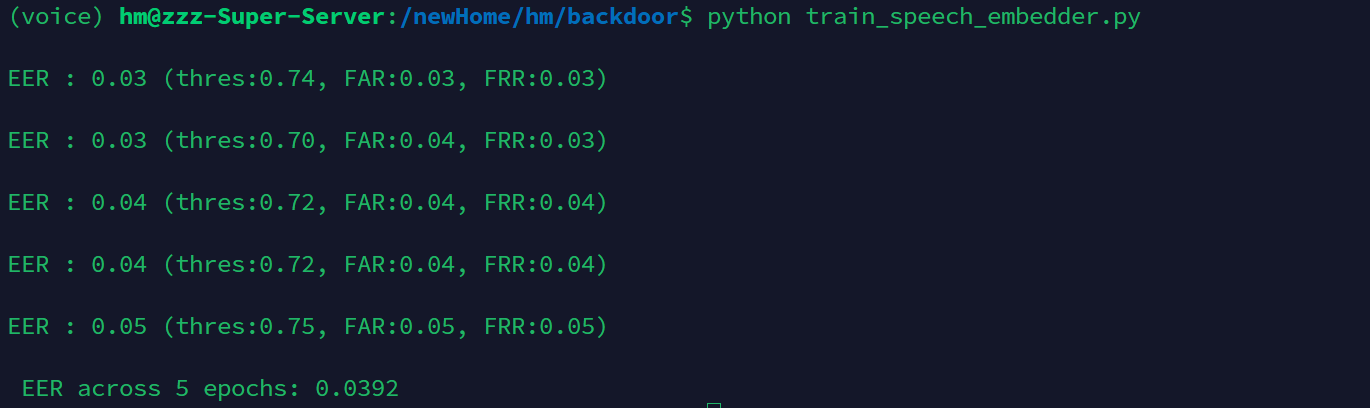 (voice) hm@zzz-Super-Server:/newHome/hm/backdoor$ python train_speech_embedder.py
EER : 0.03 (thres:0.74, FAR:0.03, FRR:0.03)
EER : 0.03 (thres:0.70, FAR:0.04, FRR:0.03)
EER : 0.04 (thres:0.72, FAR:0.04, FRR:0.04)
EER : 0.04 (thres:0.72, FAR:0.04, FRR:0.04)
EER : 0.05 (thres:0.75, FAR:0.05, FRR:0.05)
EER across 5 epochs: 0.0392